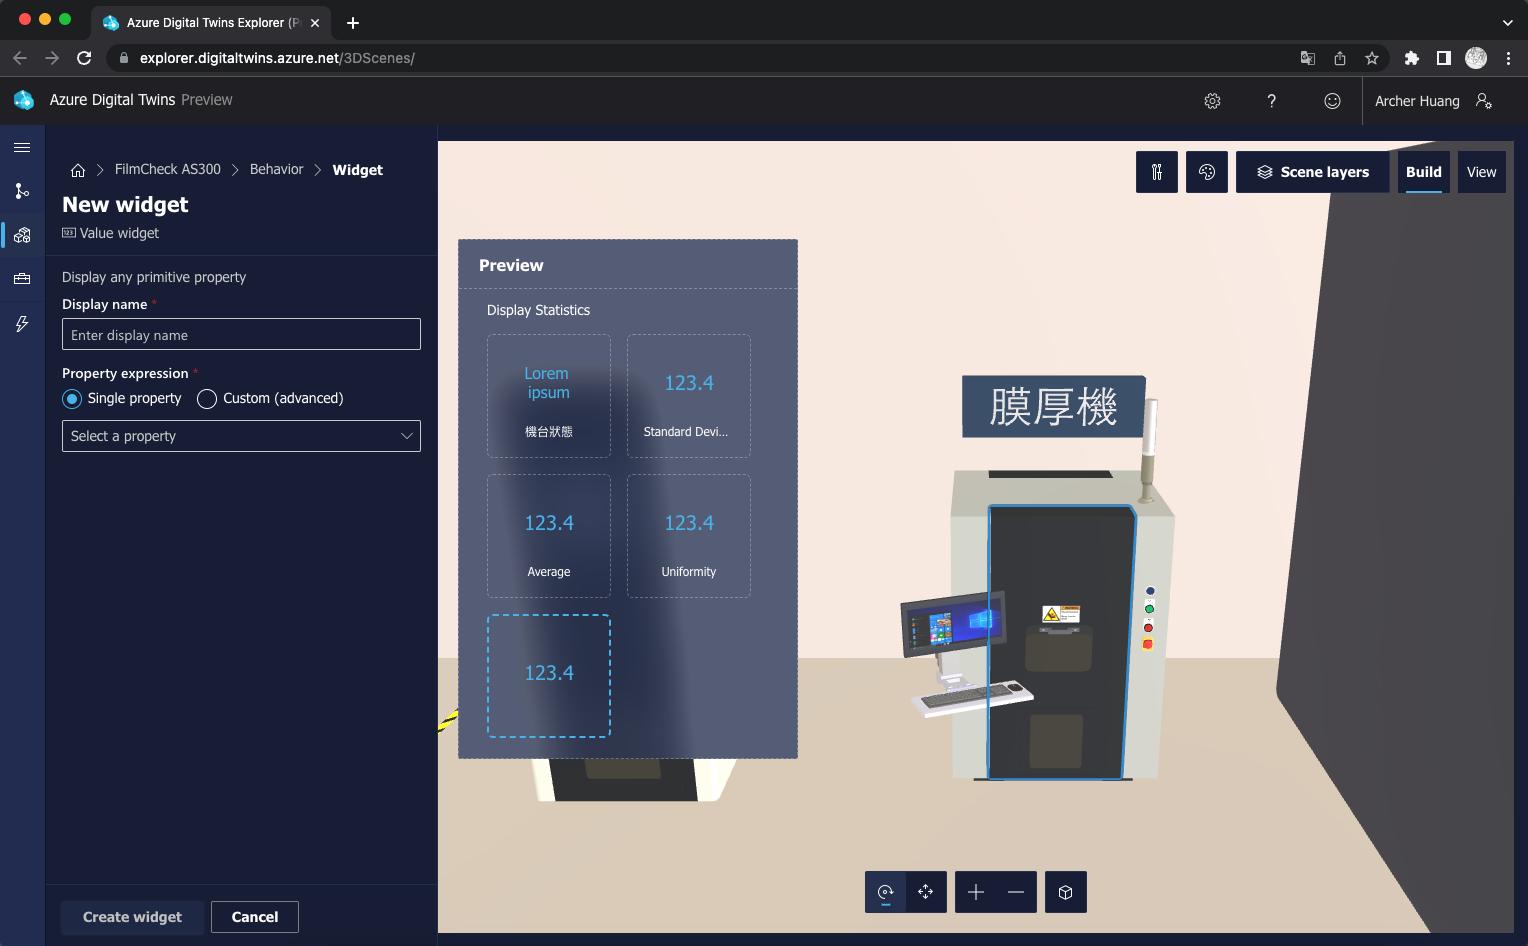 Azure Digital Twins Explorer (P
explorer.digitaltwins.azure.net/3DScenes/
Azure Digital Twins Preview
Archer Huang
FilmCheck AS300 > Behavior > Widget
New widget
Value widget
Display any primitive property
Display name *
Enter display name
Property expression *
Single property
Custom (advanced)
Select a property
Create widget
Cancel
Scene layers
Build
View
Preview
Display Statistics
Lorem
ipsum
機台狀態
123.4
Standard Devi...
123.4
Average
123.4
Uniformity
123.4
膜厚機